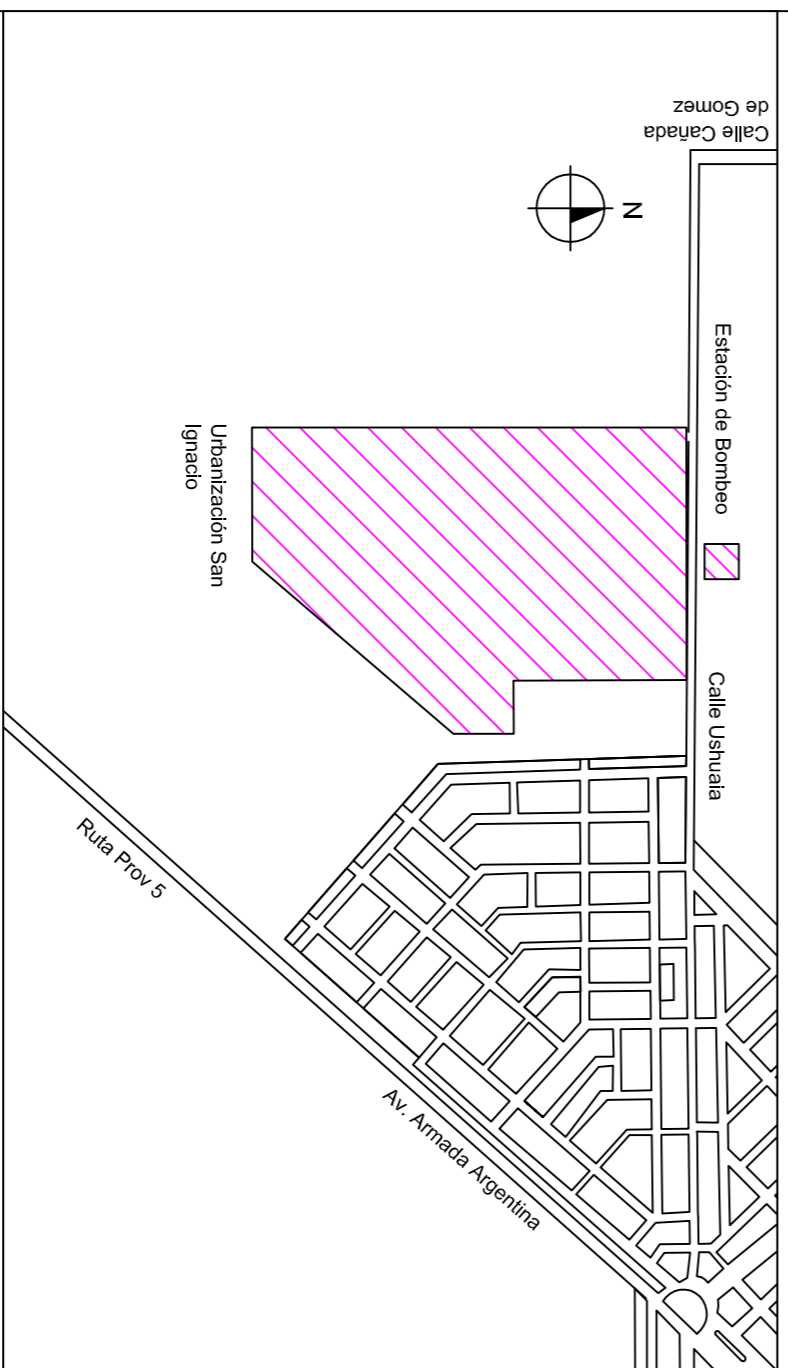 Calle Cañada
de Gomez
N
Estación de Bombeo
Calle Ushuaia
Urbanización San
Ignacio
Ruta Prov 5
Av. Armada Argentina